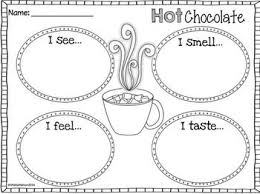 Name:
Hot Chocolate
I see...
I smell...
I feel...
I taste...